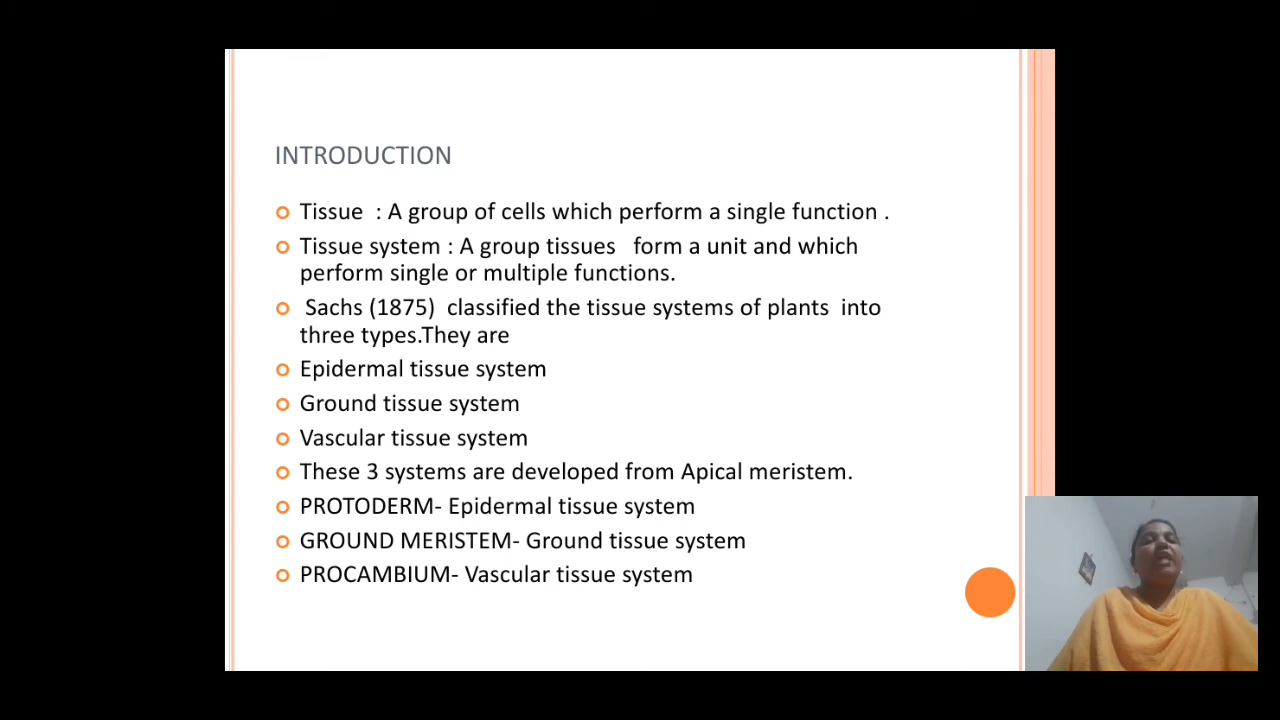 INTRODUCTION
Tissue : A group of cells which perform a single function .
Tissue system : A group tissues form a unit and which
perform single or multiple functions.
Sachs (1875) classified the tissue systems of plants into
three types.They are
Epidermal tissue system
Ground tissue system
Vascular tissue system
These 3 systems are developed from Apical meristem.
PROTODERM- Epidermal tissue system
GROUND MERISTEM- Ground tissue system
PROCAMBIUM- Vascular tissue system